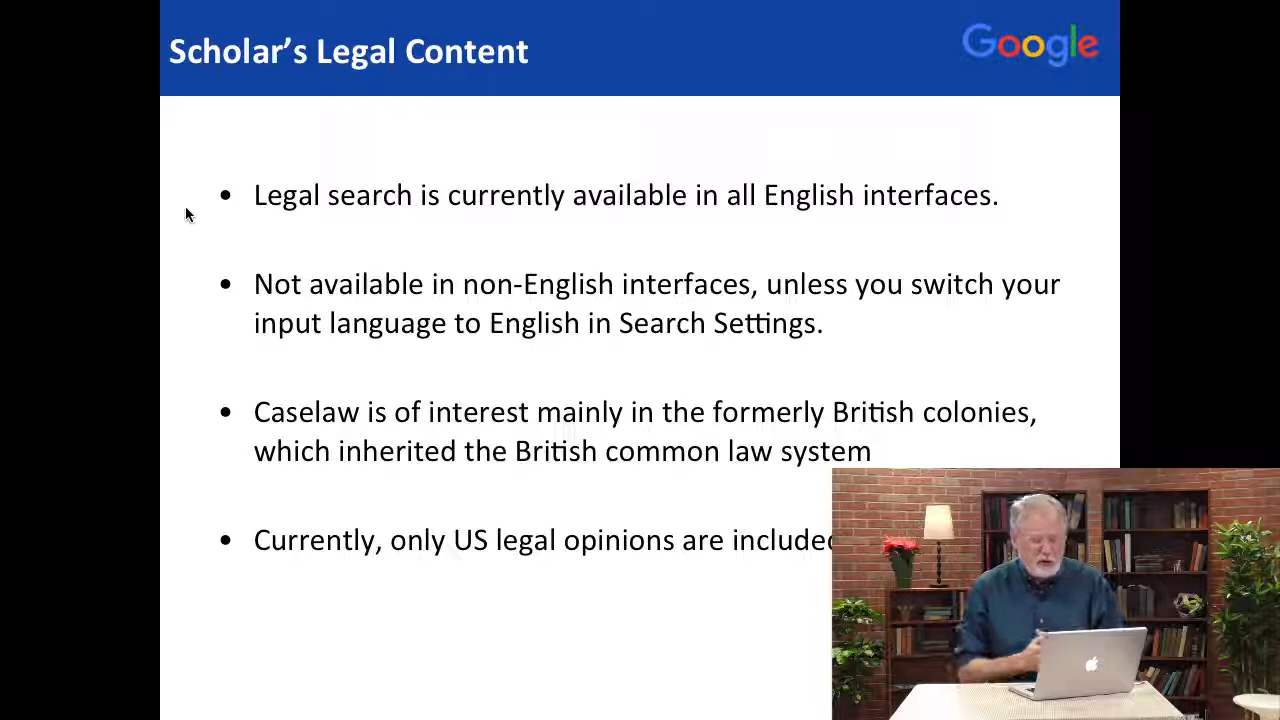 Scholar's Legal Content
Google
• Legal search is currently available in all English interfaces.
• Not available in non-English interfaces, unless you switch your
input language to English in Search Settings.
• Caselaw is of interest mainly in the formerly British colonies,
which inherited the British common law system
• Currently, only US legal opinions are